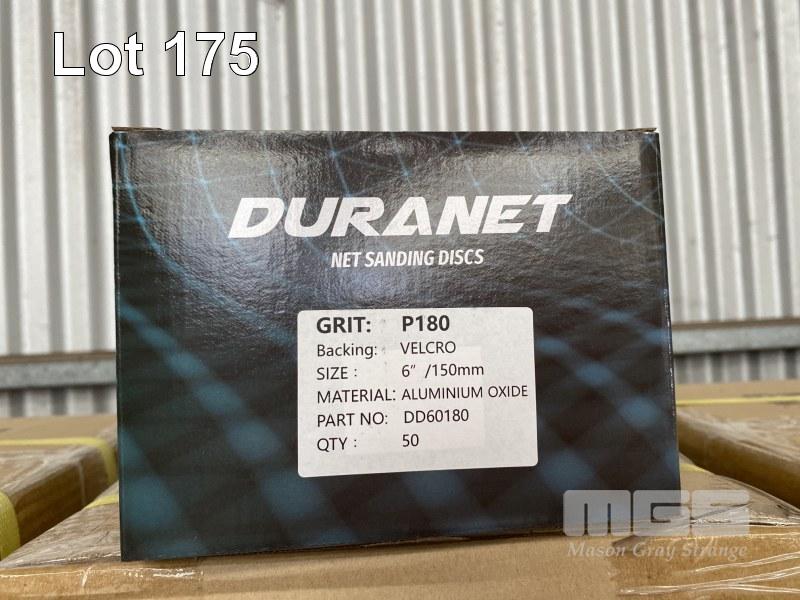 Lot 175
DURANET
NET SANDING DISCS
GRIT: P180
Backing: VELCRO
SIZE : 6" /150mm
MATERIAL: ALUMINIUM OXIDE
PART NO: DD60180
QTY : 50
MGS
Mason Gray Strange